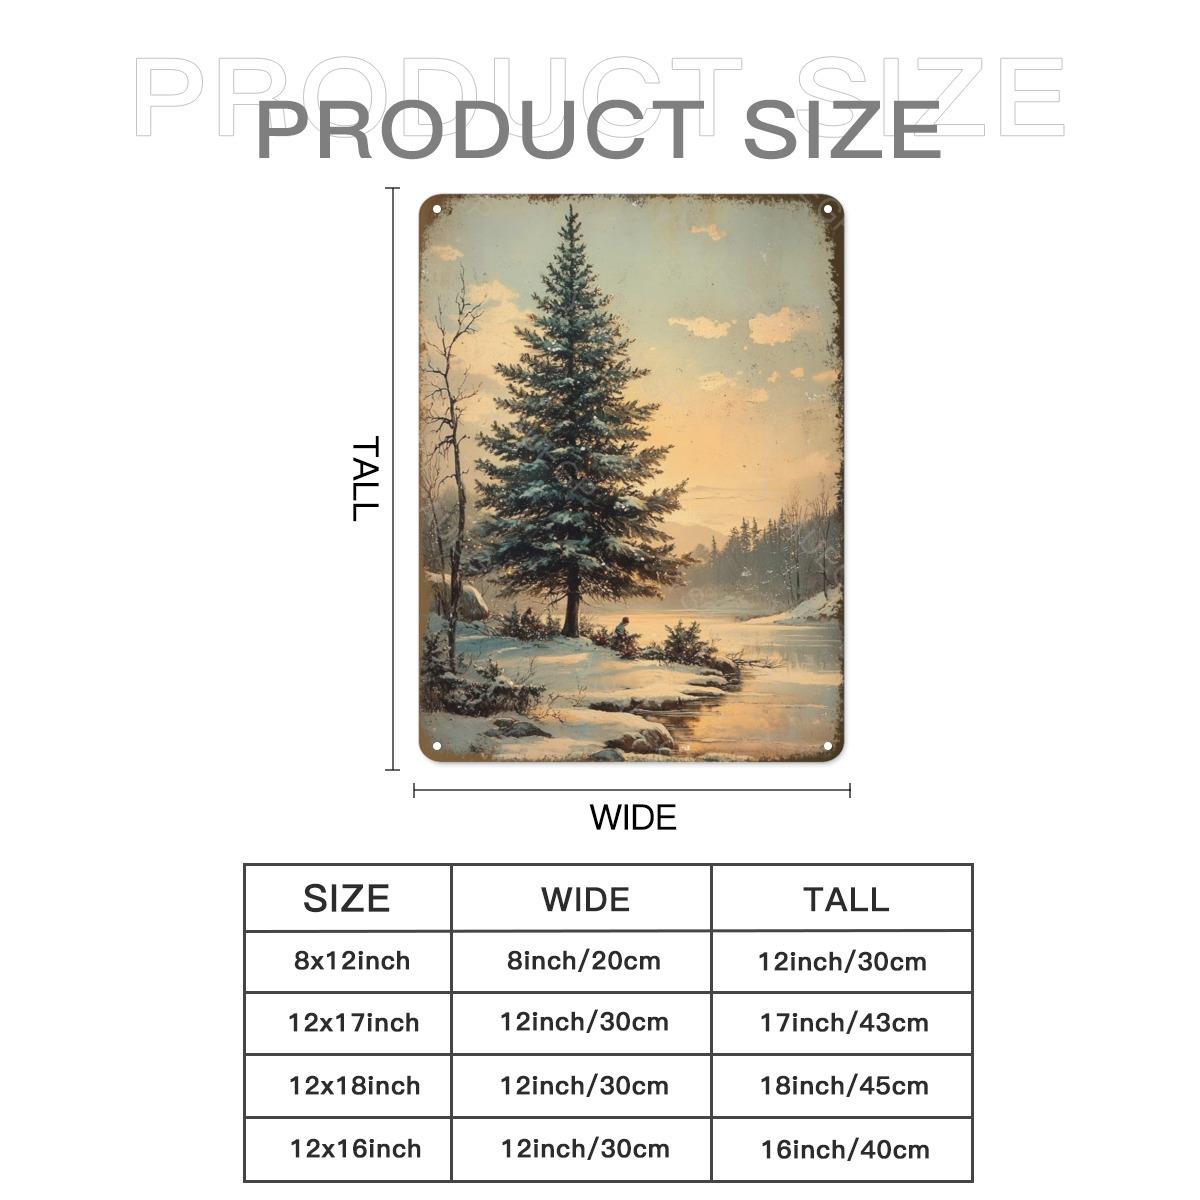 PRODUCT SIZE
PRODUCT SIZE
TALL
WIDE
SIZE WIDE TALL
8x12inch 8inch/20cm 12inch/30cm
12x17inch 12inch/30cm 17inch/43cm
12x18inch 12inch/30cm 18inch/45cm
12x16inch 12inch/30cm 16inch/40cm